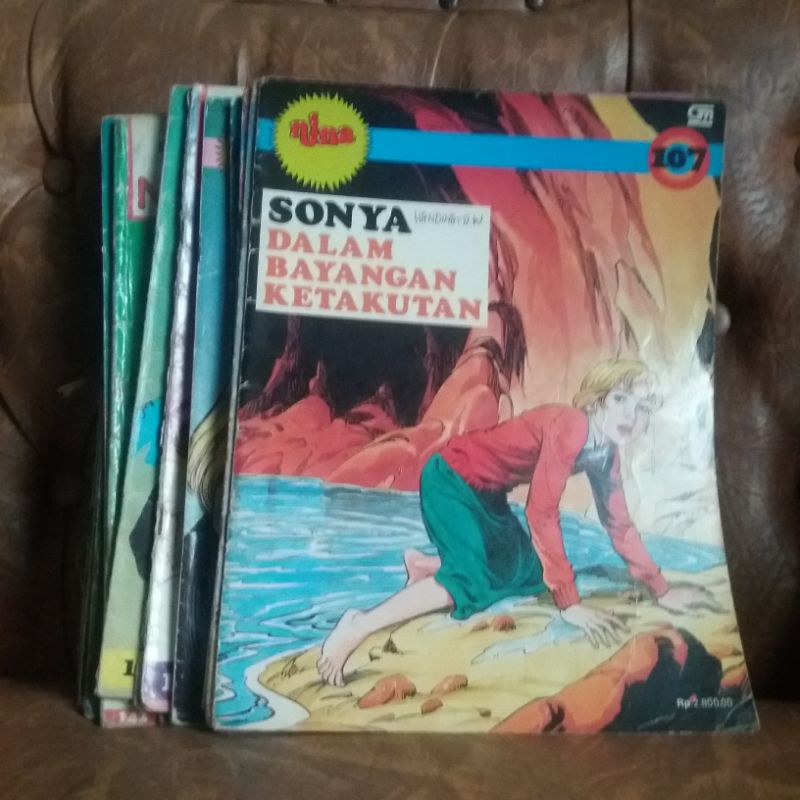 nina
107
SONYA
DALAM
BAYANGAN
KETAKUTAN
Rp 2.800.00